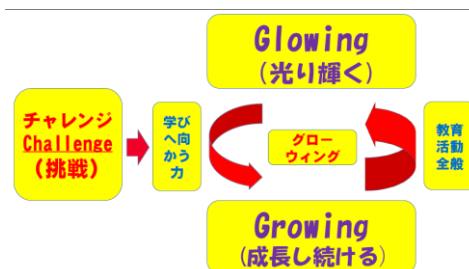 Glowing
(光り輝く)
チャレンジ
Challenge
(挑戦)
学び
へ向
かう
力
グロー
ウィング
教育
活動
全般
Growing
(成長し続ける)